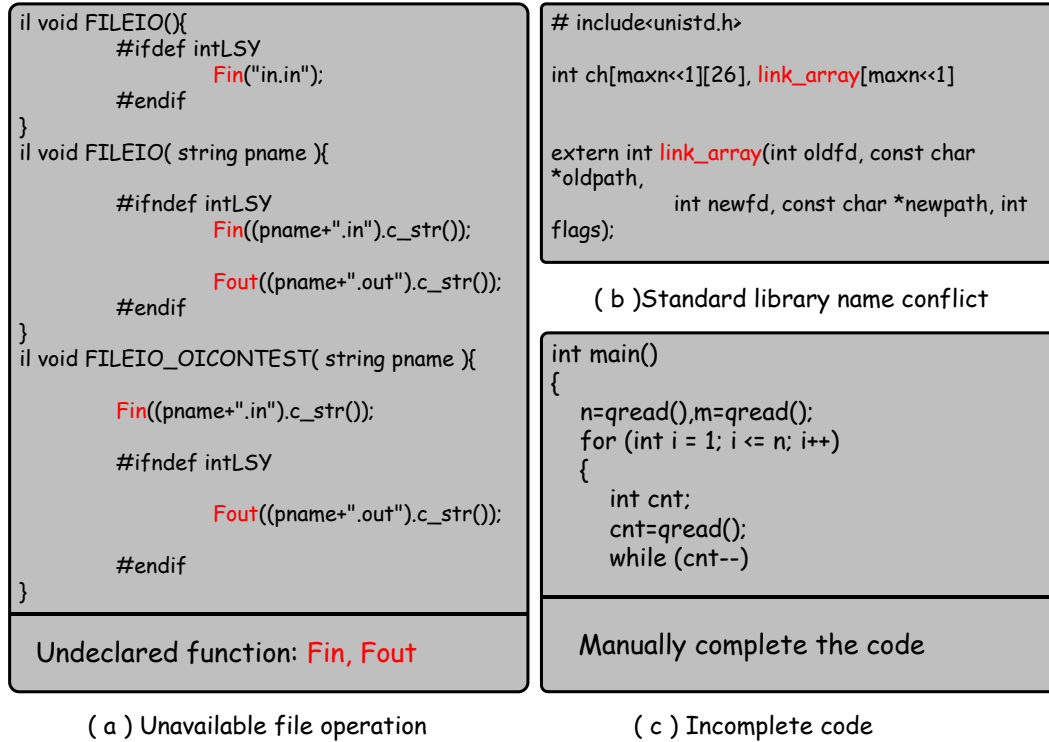 il void FILEIO(){
#ifdef intLSY
Fin("in.in");
#endif
}
il void FILEIO( string pname ){
#ifndef intLSY
Fin((pname+".in").c_str());
Fout((pname+".out").c_str());
#endif
}
il void FILEIO_OICONTEST( string pname ){
Fin((pname+".in").c_str());
#ifndef intLSY
Fout((pname+".out").c_str());
#endif
}
Undeclared function: Fin, Fout
( a ) Unavailable file operation
# include<unistd.h>
int ch[maxn<<1][26], link_array[maxn<<1]
extern int link_array(int oldfd, const char
*oldpath,
int newfd, const char *newpath, int
flags);
( b )Standard library name conflict
int main()
{
n=qread(),m=qread();
for (int i = 1; i <= n; i++)
{
int cnt;
cnt=qread();
while (cnt--)
Manually complete the code
( c ) Incomplete code